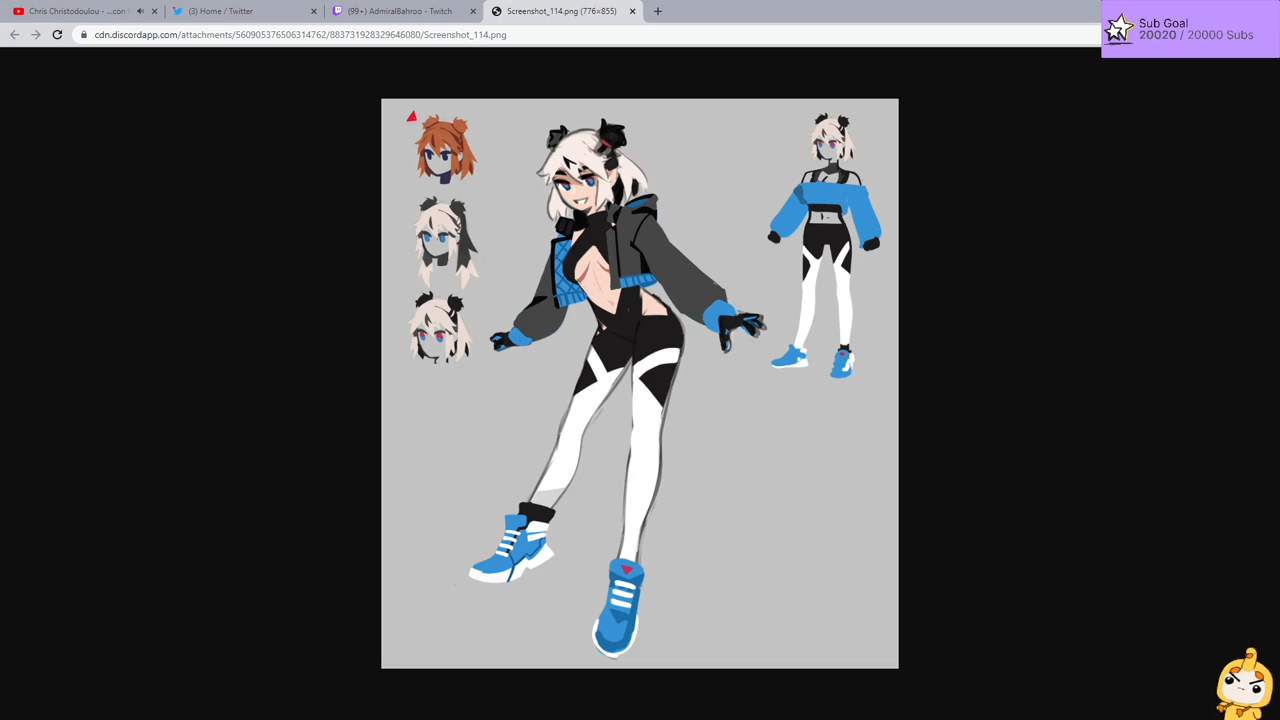 Chris Christodoulou - ...con
(3) Home / Twitter
(99+) AdmiralBahroo - Twitch
Screenshot_114.png (776×855)
cdn.discordapp.com/attachments/560905376506314762/883731928329646080/Screenshot_114.png
Sub Goal
20020 / 20000 Subs